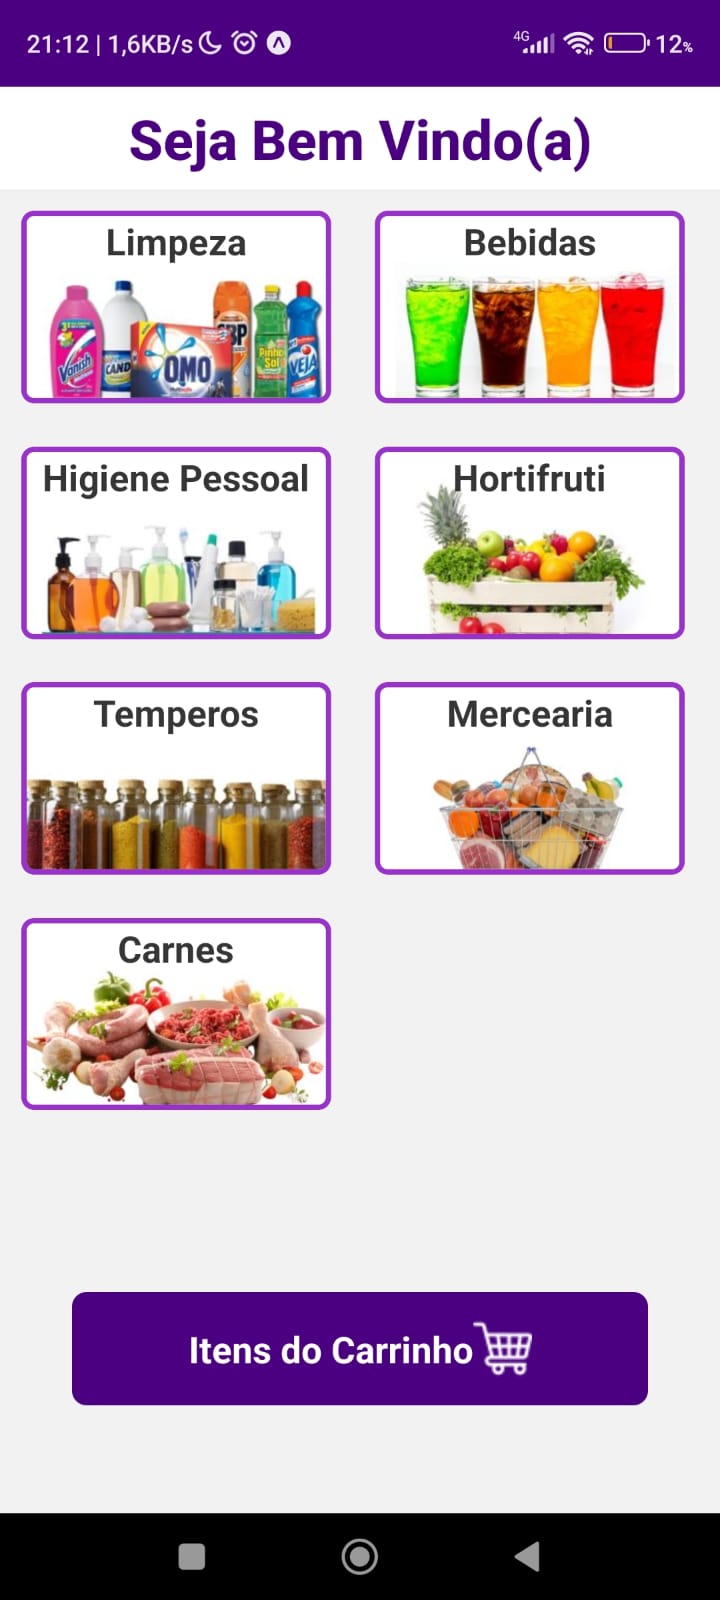 21:12 | 1,6KB/s 4G 12%
Seja Bem Vindo(a)
Limpeza
Bebidas
Vanish
CAND
OMO
SBP
Pinho
Sol
VEJA
Higiene Pessoal
Hortifruti
Temperos
Mercearia
Carnes
Itens do Carrinho